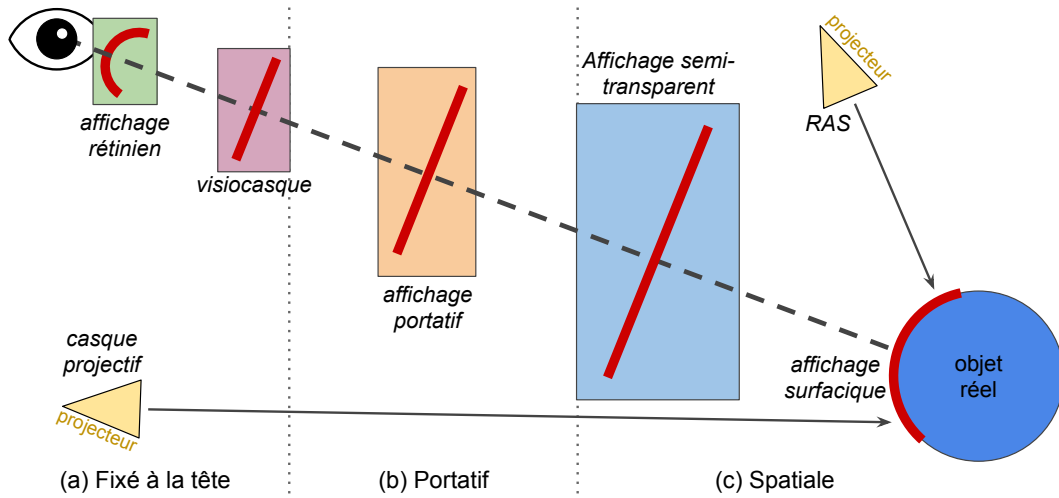 affichage
rétinien
visiocasque
affichage
portatif
Affichage semi-
transparent
projecteur
RAS
casque
projectif
projecteur
affichage
surfacique
objet
réel
(a) Fixé à la tête
(b) Portatif
(c) Spatiale